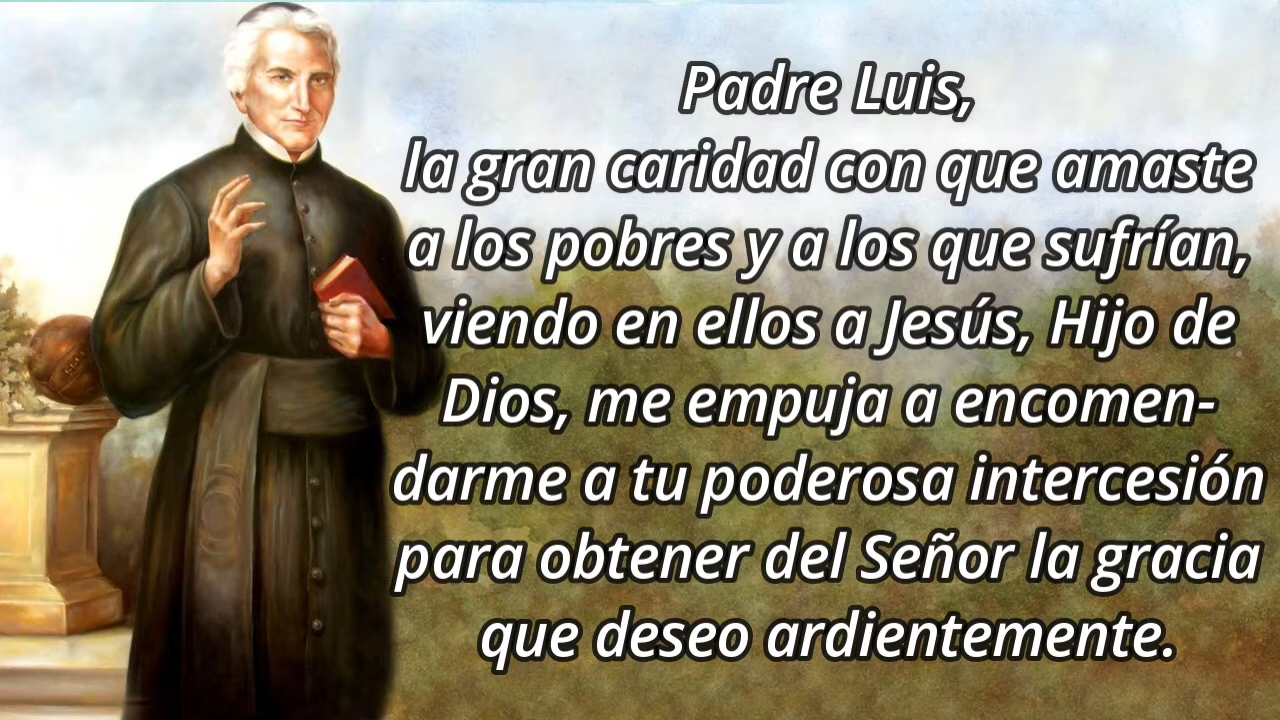 Padre Luis,
la gran caridad con que amaste
a los pobres y a los que sufrían,
viendo en ellos a Jesús, Hijo de
Dios, me empuja a encomen-
darme a tu poderosa intercesión
para obtener del Señor la gracia
que deseo ardientemente.